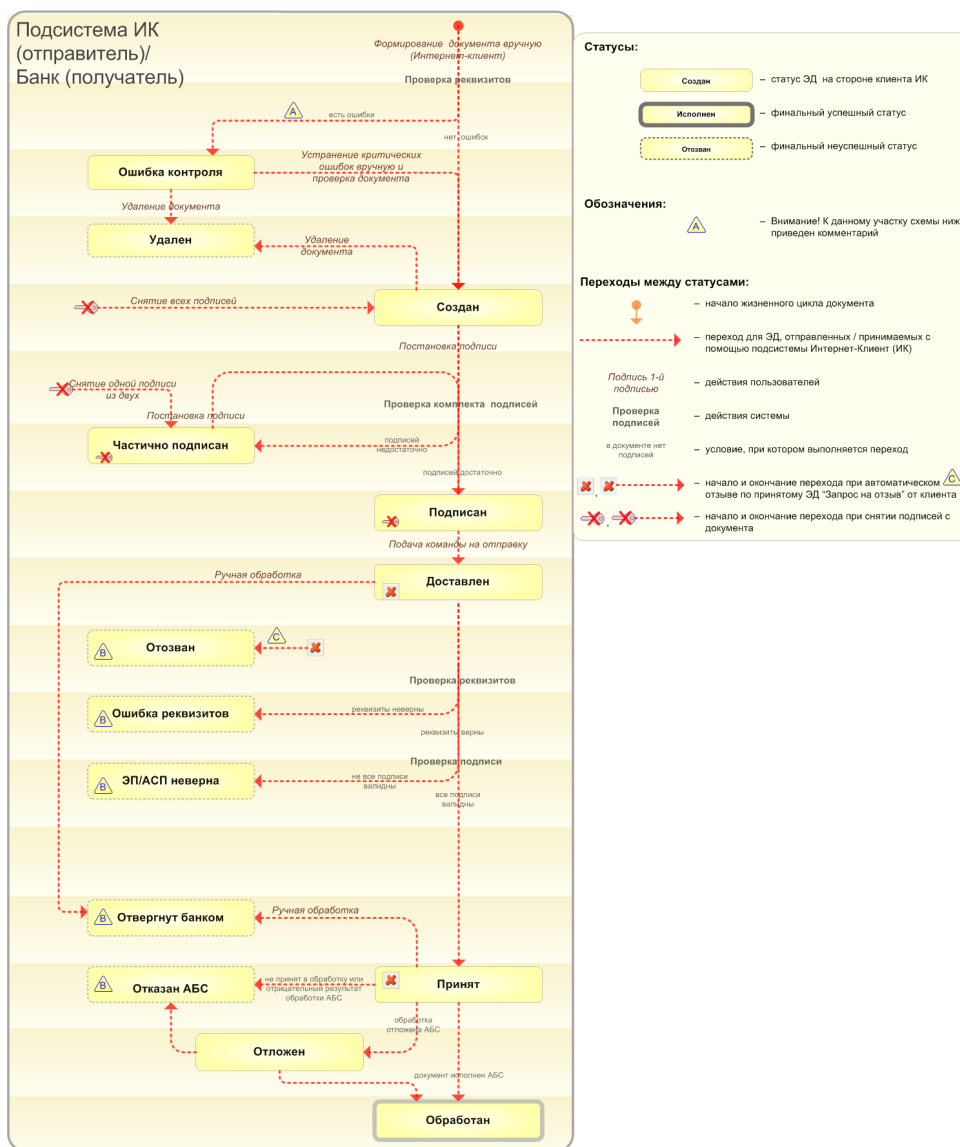 Подсистема ИК
(отправитель)/
Банк (получатель)
Формирование документа вручную
(Интернет-клиент)
Проверка реквизитов
A
есть ошибки
нет ошибок
Ошибка контроля
Устранение критических
ошибок вручную и
проверка документа
Удаление документа
Удален
Удаление
документа
Снятие всех подписей
Создан
Постановка подписи
Снятие одной подписи
из двух
Проверка комплекта подписей
Постановка подписи
Частично подписан
подписей
недостаточно
подписей достаточно
Подписан
Подача команды на отправку
Ручная обработка
Доставлен
C
B
Отозван
Проверка реквизитов
B
Ошибка реквизитов
реквизиты неверны
реквизиты верны
Проверка подписи
B
ЭП/АСП неверна
не все подписи
валидны
все подписи
валидны
B
Отвергнут банком
Ручная обработка
B
Отказан АБС
не принят в обработку или
отрицательный результат
обработки АБС
Принят
обработка
отложена АБС
Отложен
документ исполнен АБС
Обработан
Статусы:
Создан
– статус ЭД на стороне клиента ИК
Исполнен
– финальный успешный статус
Отозван
– финальный неуспешный статус
Обозначения:
A
– Внимание! К данному участку схемы ниж
приведен комментарий
Переходы между статусами:
– начало жизненного цикла документа
– переход для ЭД, отправленных / принимаемых с
помощью подсистемы Интернет-Клиент (ИК)
Подпись 1-й
подписью
– действия пользователей
Проверка
подписей
– действия системы
в документе нет
подписей
– условие, при котором выполняется переход
,
– начало и окончание перехода при автоматическом C
отзыве по принятому ЭД "Запрос на отзыв" от клиента
,
– начало и окончание перехода при снятии подписей с
документа